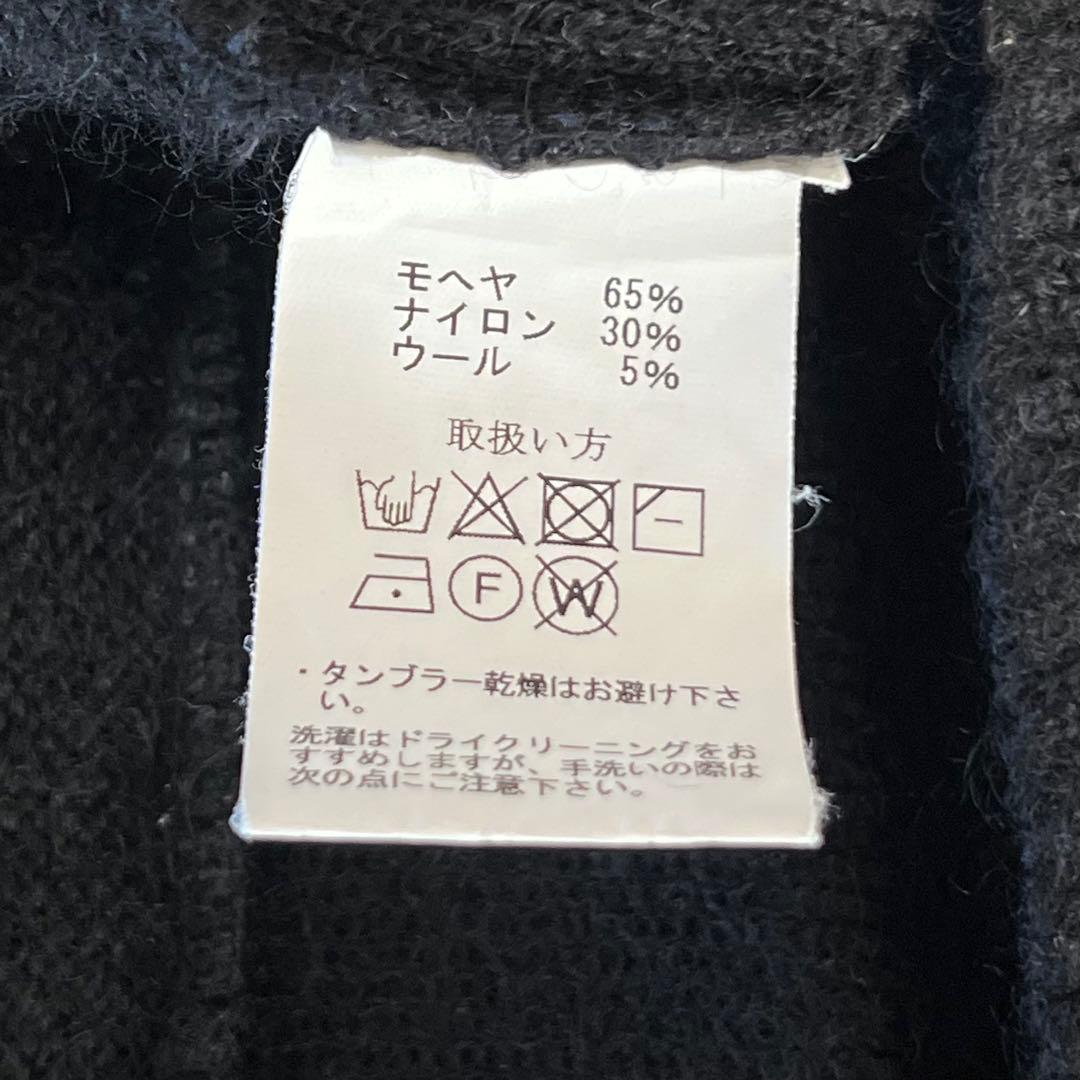 モヘヤ 65%
ナイロン 30%
ウール 5%
取扱い方
F W
・タンブラー乾燥はお避け下さ
い。
洗濯はドライクリーニングをお
すすめしますが、手洗いの際は
次の点にご注意下さい。